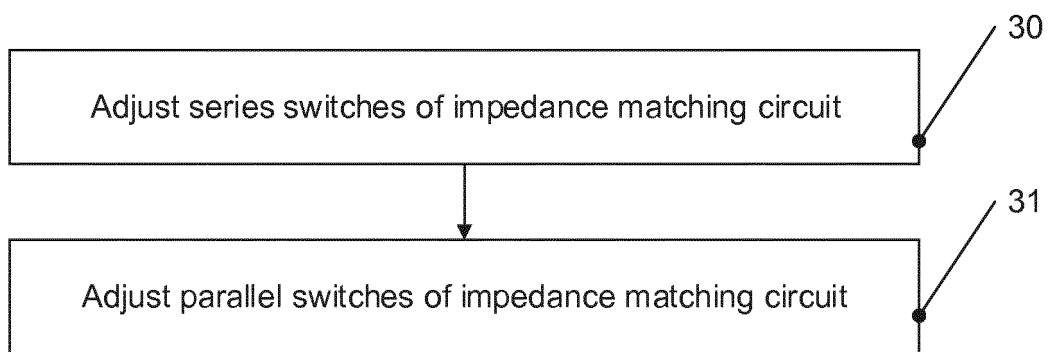 30
Adjust series switches of impedance matching circuit
31
Adjust parallel switches of impedance matching circuit